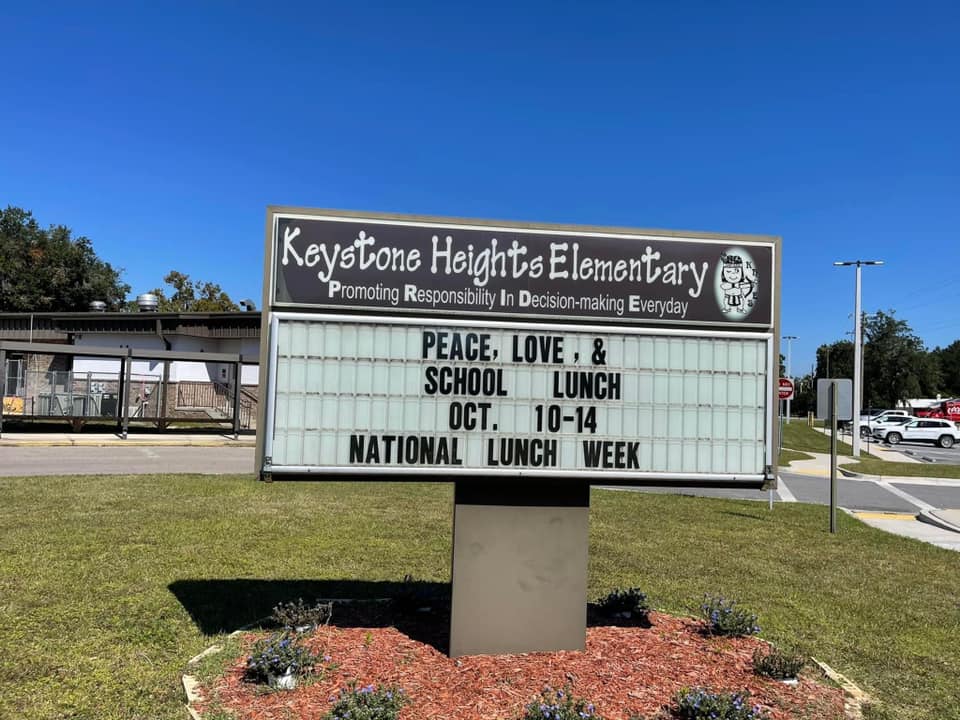 Keystone Heights Elementary
Promoting Responsibility In Decision-making Everyday
PEACE, LOVE, &
SCHOOL LUNCH
OCT. 10-14
NATIONAL LUNCH WEEK